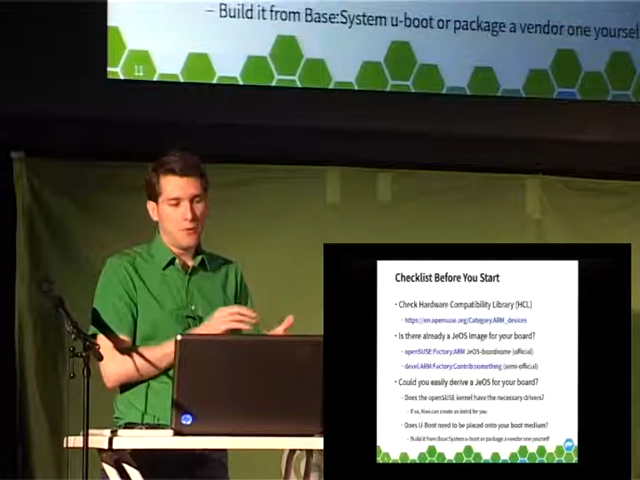 – Build it from Base:System u-boot or package a vendor one yoursel
11
hp
Checklist Before You Start
• Check Hardware Compatibility Library (HCL)
– https://en.opensuse.org/Category:ARM_devices
• Is there already a JeOS image for your board?
– openSUSE:Factory:ARM JeOS-boardname (official)
– devel:ARM:Factory:Contrib:something (semi-official)
• Could you easily derive a JeOS for your board?
– Does the openSUSE kernel have the necessary drivers?
– If so, Kiwi can create an initrd for you
– Does U-Boot need to be placed onto your boot medium?
– Build it from Base:System u-boot or package a vendor one yourself